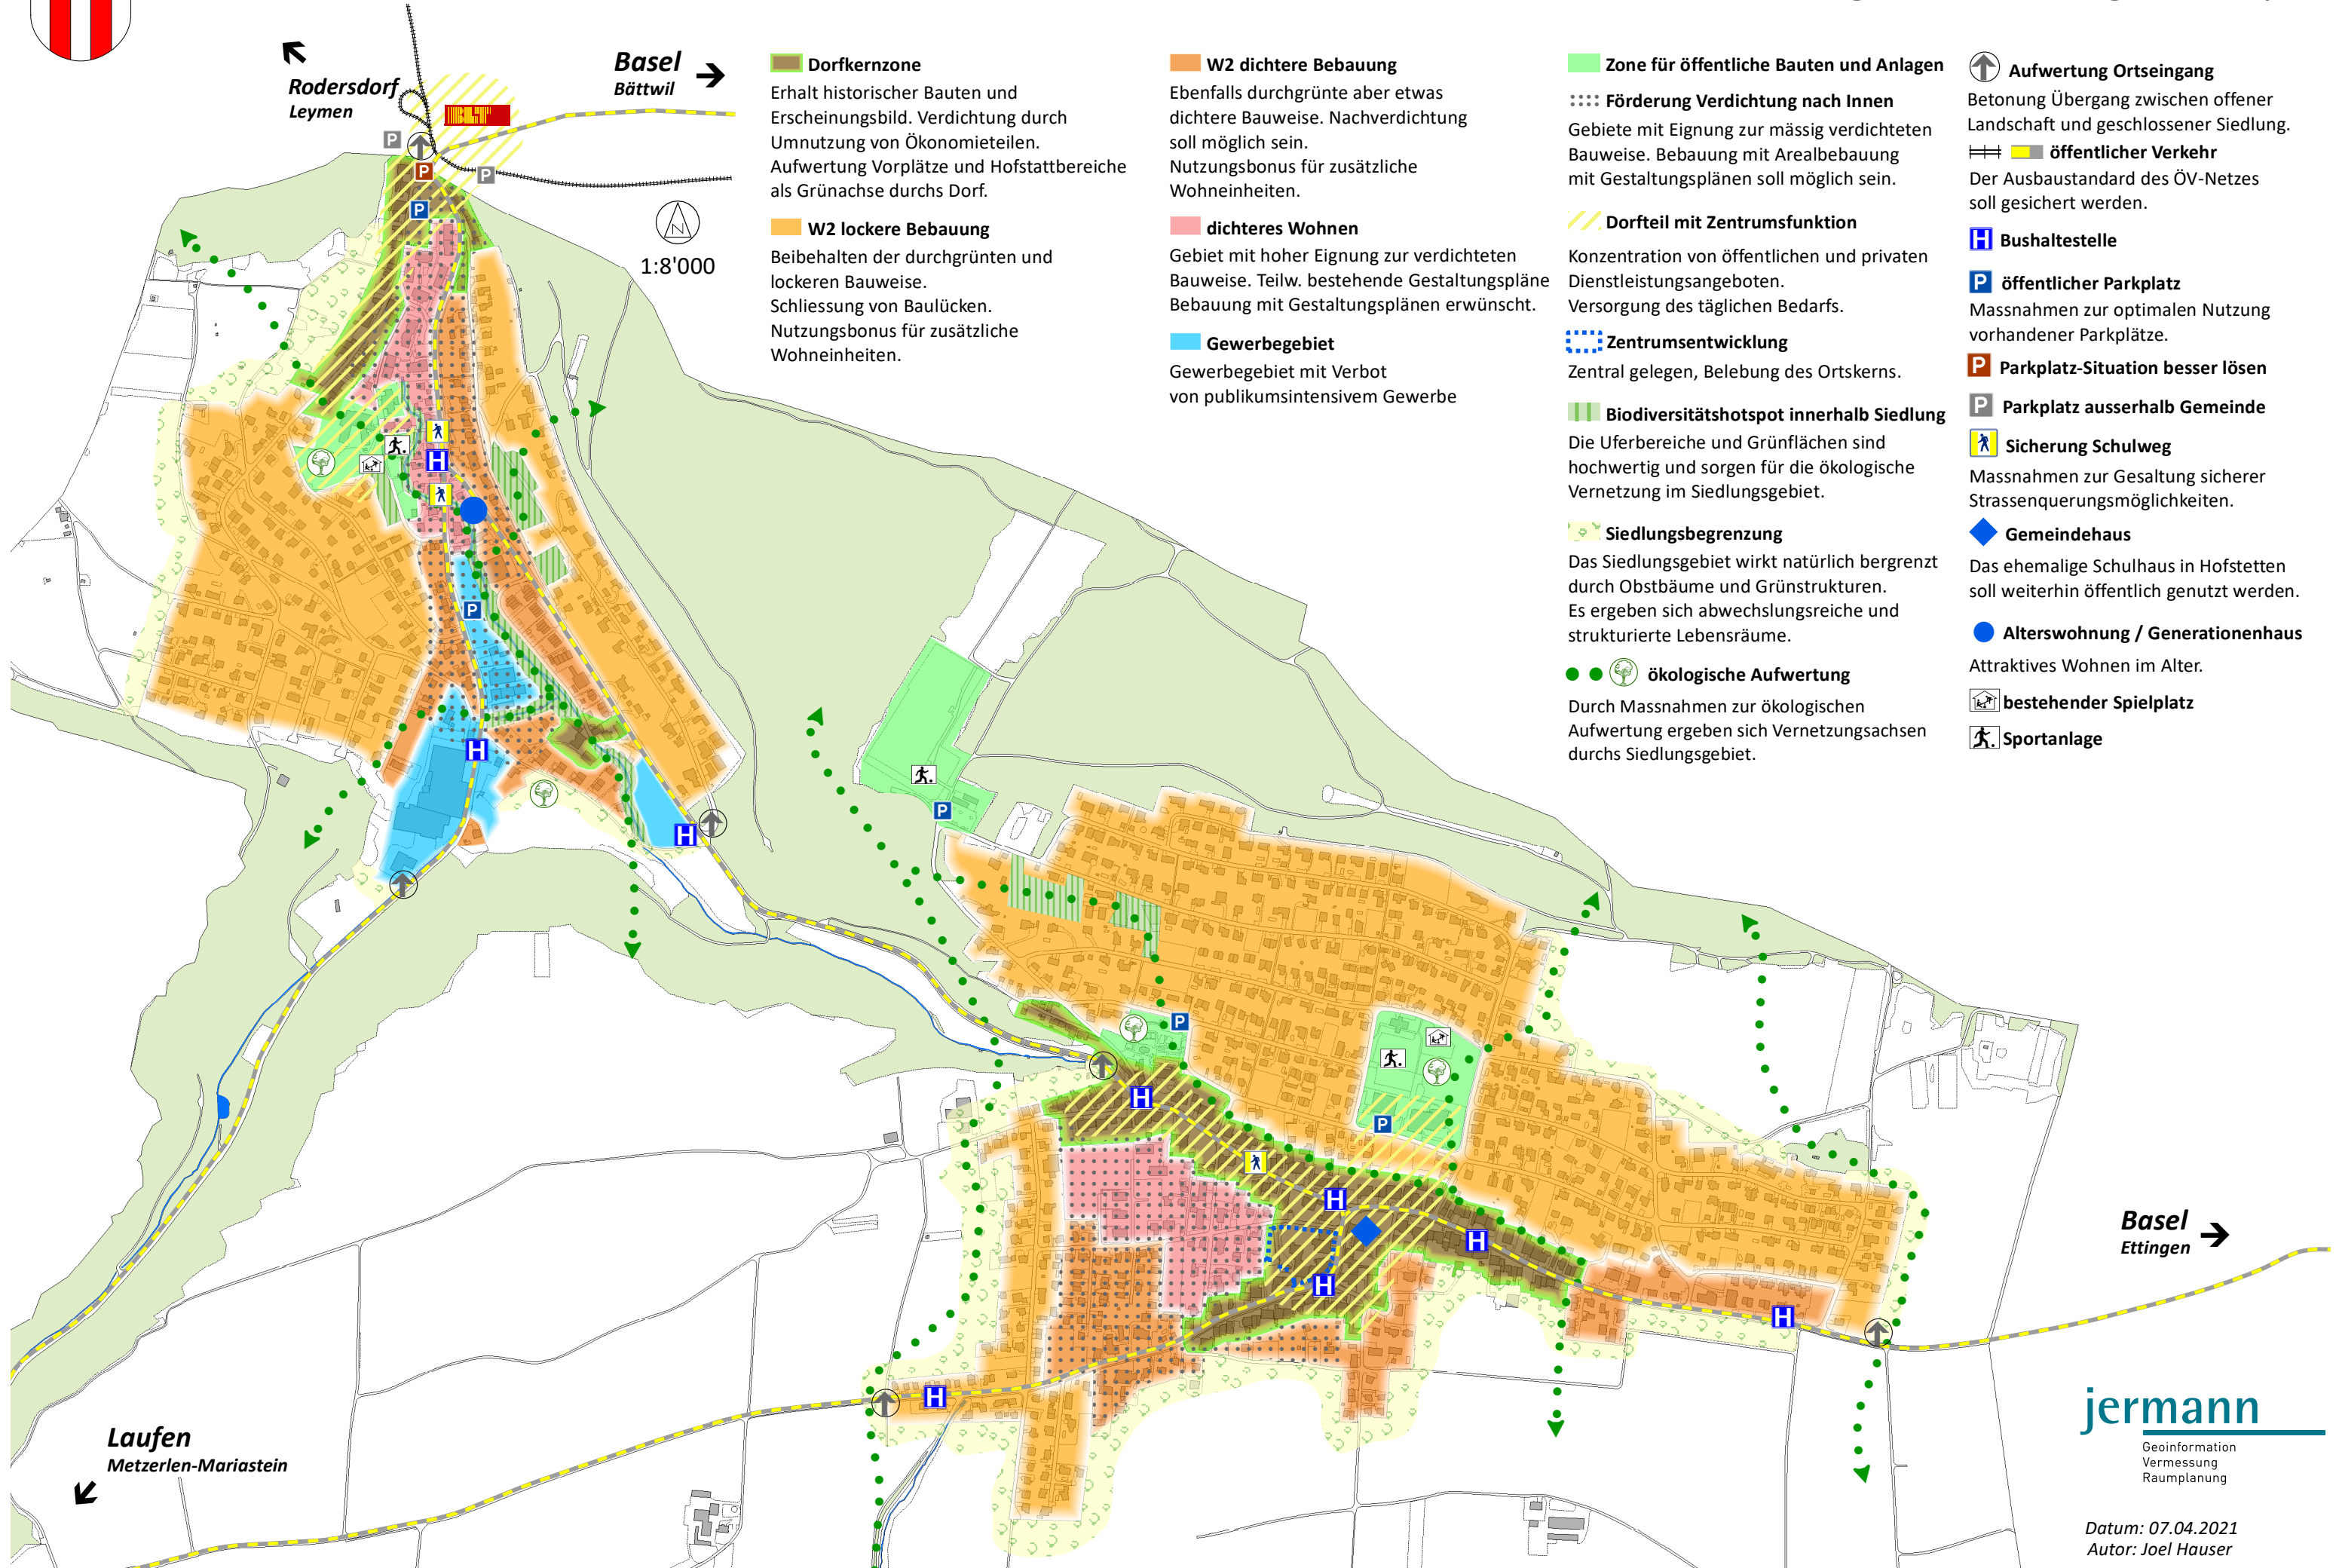 Rodersdorf
Leymen
Basel
Bättwil
BLT
1:8'000
Dorfkernzone
Erhalt historischer Bauten und
Erscheinungsbild. Verdichtung durch
Umnutzung von Ökonomieteilen.
Aufwertung Vorplätze und Hofstattbereiche
als Grünachse durchs Dorf.
W2 lockere Bebauung
Beibehalten der durchgrünten und
lockeren Bauweise.
Schliessung von Baulücken.
Nutzungsbonus für zusätzliche
Wohneinheiten.
W2 dichtere Bebauung
Ebenfalls durchgrünte aber etwas
dichtere Bauweise. Nachverdichtung
soll möglich sein.
Nutzungsbonus für zusätzliche
Wohneinheiten.
dichteres Wohnen
Gebiet mit hoher Eignung zur verdichteten
Bauweise. Teilw. bestehende Gestaltungspläne
Bebauung mit Gestaltungsplänen erwünscht.
Gewerbegebiet
Gewerbegebiet mit Verbot
von publikumsintensivem Gewerbe
Zone für öffentliche Bauten und Anlagen
Förderung Verdichtung nach Innen
Gebiete mit Eignung zur mässig verdichteten
Bauweise. Bebauung mit Arealbebauung
mit Gestaltungsplänen soll möglich sein.
Dorfteil mit Zentrumsfunktion
Konzentration von öffentlichen und privaten
Dienstleistungsangeboten.
Versorgung des täglichen Bedarfs.
Zentrumsentwicklung
Zentral gelegen, Belebung des Ortskerns.
Biodiversitätshotspot innerhalb Siedlung
Die Uferbereiche und Grünflächen sind
hochwertig und sorgen für die ökologische
Vernetzung im Siedlungsgebiet.
Siedlungsbegrenzung
Das Siedlungsgebiet wirkt natürlich bergrenzt
durch Obstbäume und Grünstrukturen.
Es ergeben sich abwechslungsreiche und
strukturierte Lebensräume.
ökologische Aufwertung
Durch Massnahmen zur ökologischen
Aufwertung ergeben sich Vernetzungsachsen
durchs Siedlungsgebiet.
Aufwertung Ortseingang
Betonung Übergang zwischen offener
Landschaft und geschlossener Siedlung.
öffentlicher Verkehr
Der Ausbaustandard des ÖV-Netzes
soll gesichert werden.
H Bushaltestelle
P öffentlicher Parkplatz
Massnahmen zur optimalen Nutzung
vorhandener Parkplätze.
P Parkplatz-Situation besser lösen
P Parkplatz ausserhalb Gemeinde
Sicherung Schulweg
Massnahmen zur Gesaltung sicherer
Strassenquerungsmöglichkeiten.
Gemeindehaus
Das ehemalige Schulhaus in Hofstetten
soll weiterhin öffentlich genutzt werden.
Alterswohnung / Generationenhaus
Attraktives Wohnen im Alter.
bestehender Spielplatz
Sportanlage
P
P
P
P
H
P
H
H
P
P
H
P
H
H
H
H
H
Basel
Ettingen
Laufen
Metzerlen-Mariastein
jermann
Geoinformation
Vermessung
Raumplanung
Datum: 07.04.2021
Autor: Joel Hauser